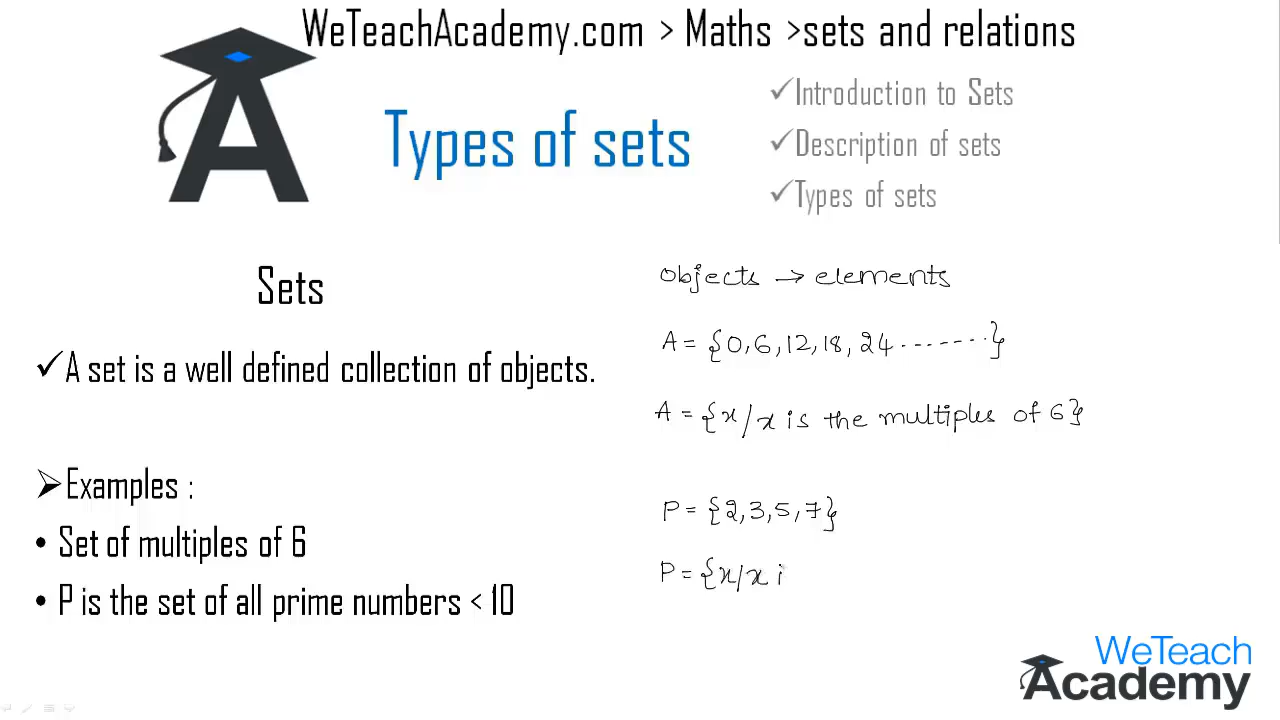 WeTeachAcademy.com > Maths >sets and relations
Types of sets
✓Introduction to Sets
✓Description of sets
✓Types of sets
Sets
✓A set is a well defined collection of objects.
➢Examples :
• Set of multiples of 6
• P is the set of all prime numbers < 10
Objects → elements
A = {0,6,12,18,24.......}
A = {x/x is the multiples of 6}
P = {2,3,5,7}
P = {x/x i
WeTeach
Academy